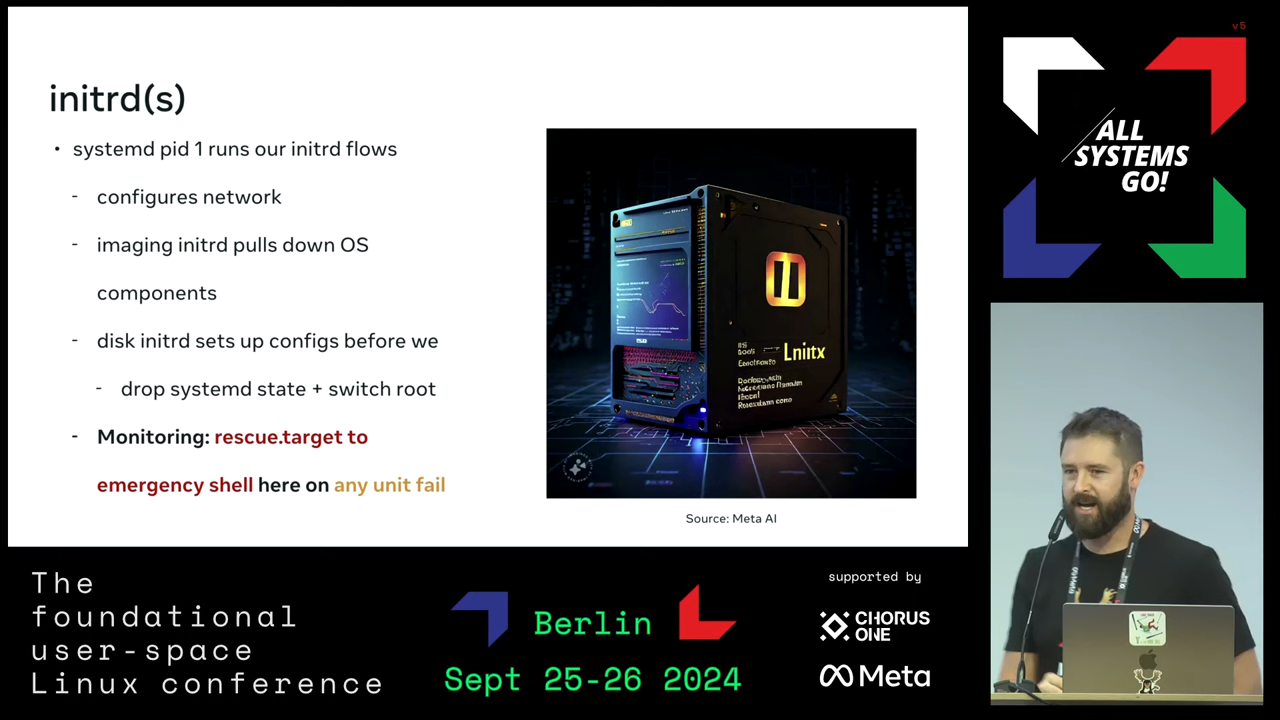 initrd(s)
• systemd pid 1 runs our initrd flows
- configures network
- imaging initrd pulls down OS
components
- disk initrd sets up configs before we
- drop systemd state + switch root
- Monitoring: rescue.target to
emergency shell here on any unit fail
Lniitx
Source: Meta AI
v5
ALL
SYSTEMS
GO!
The
foundational
user-space
Linux conference
Berlin
Sept 25-26 2024
supported by
CHORUS
ONE
Meta